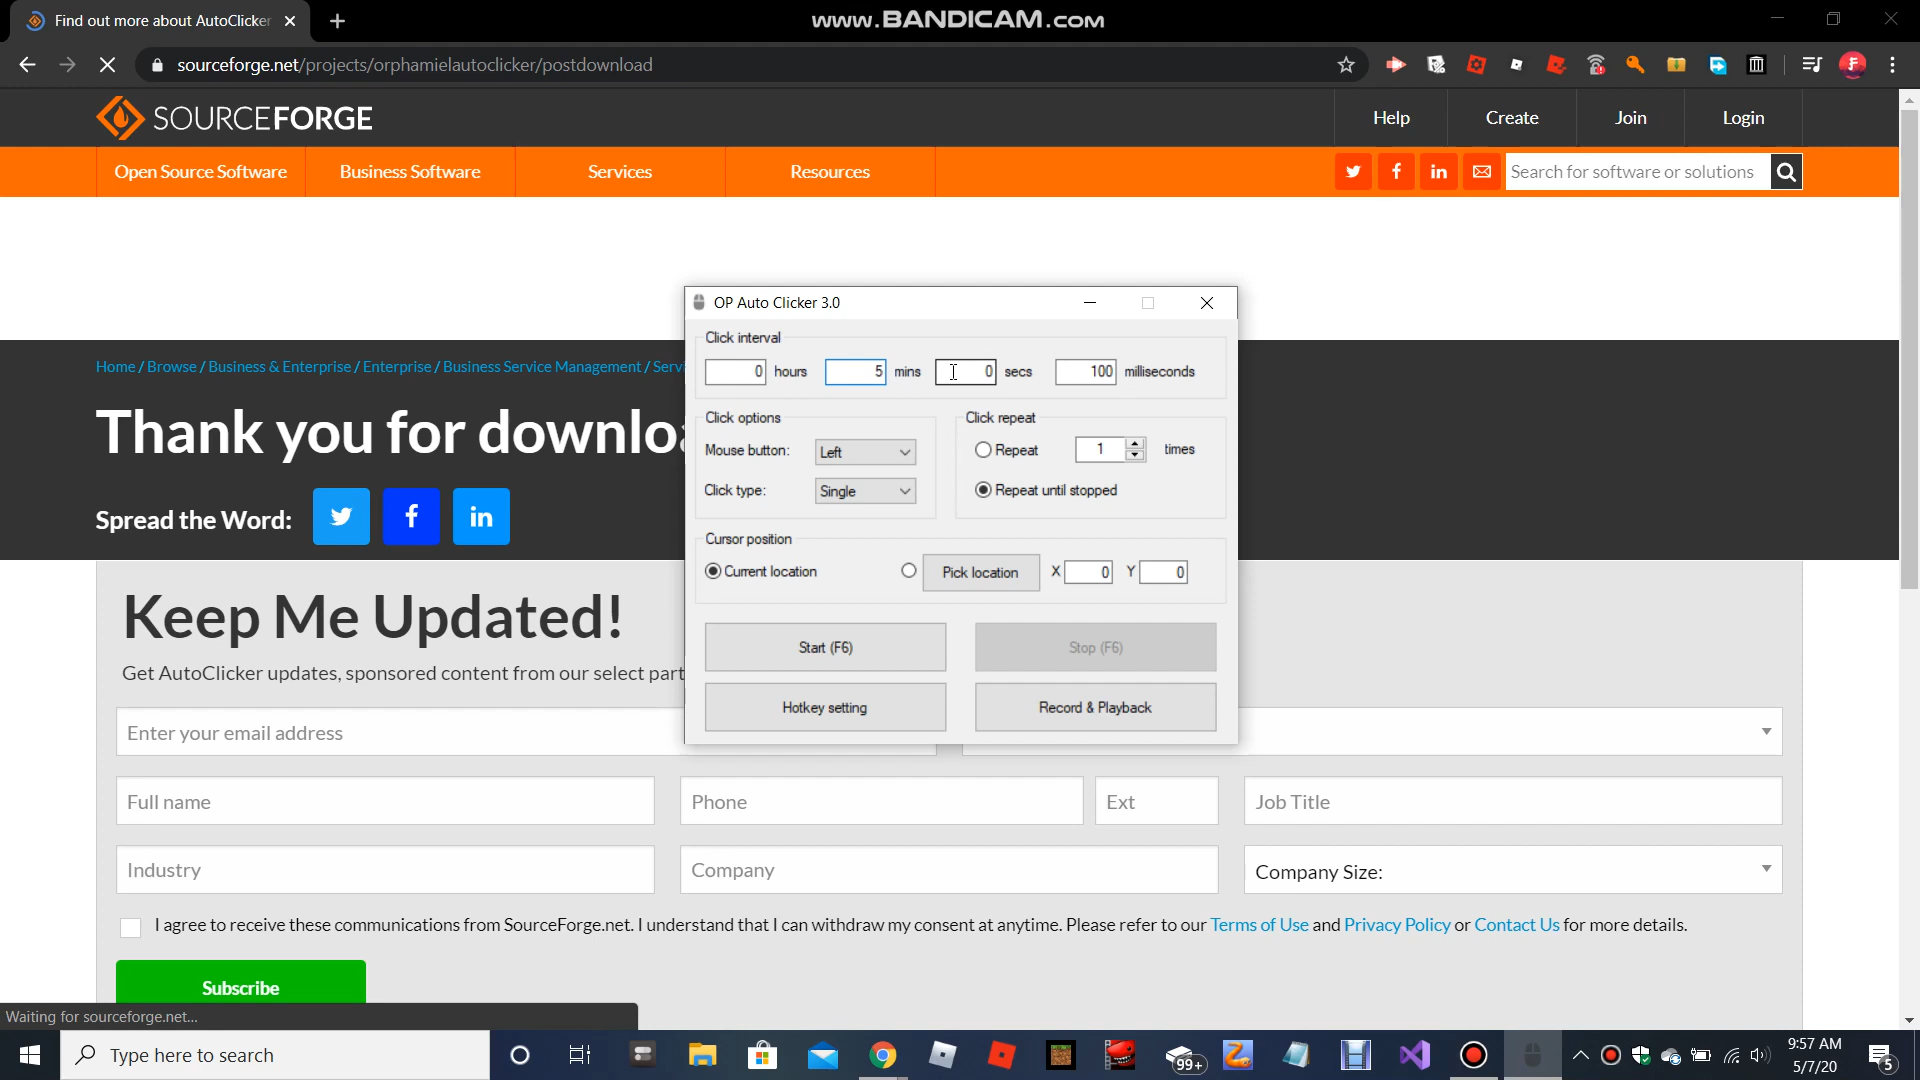 Find out more about AutoClicker
www.BANDICAM.com
sourceforge.net/projects/orphamielautoclicker/postdownload
SOURCEFORGE
Help
Create
Join
Login
Open Source Software
Business Software
Services
Resources
Search for software or solutions
Home / Browse / Business & Enterprise / Enterprise / Business Service Management / Servi
Thank you for downloa
Spread the Word:
OP Auto Clicker 3.0
Click interval
0 hours 5 mins 0 secs 100 milliseconds
Click options
Mouse button: Left
Click type: Single
Click repeat
Repeat 1 times
Repeat until stopped
Cursor position
Current location Pick location X 0 Y 0
Start (F6)
Stop (F6)
Hotkey setting
Record & Playback
Keep Me Updated!
Get AutoClicker updates, sponsored content from our select part
Enter your email address
Full name
Phone
Ext
Job Title
Industry
Company
Company Size:
I agree to receive these communications from SourceForge.net. I understand that I can withdraw my consent at anytime. Please refer to our Terms of Use and Privacy Policy or Contact Us for more details.
Subscribe
Waiting for sourceforge.net...
Type here to search
99+
9:57 AM
5/7/20
5